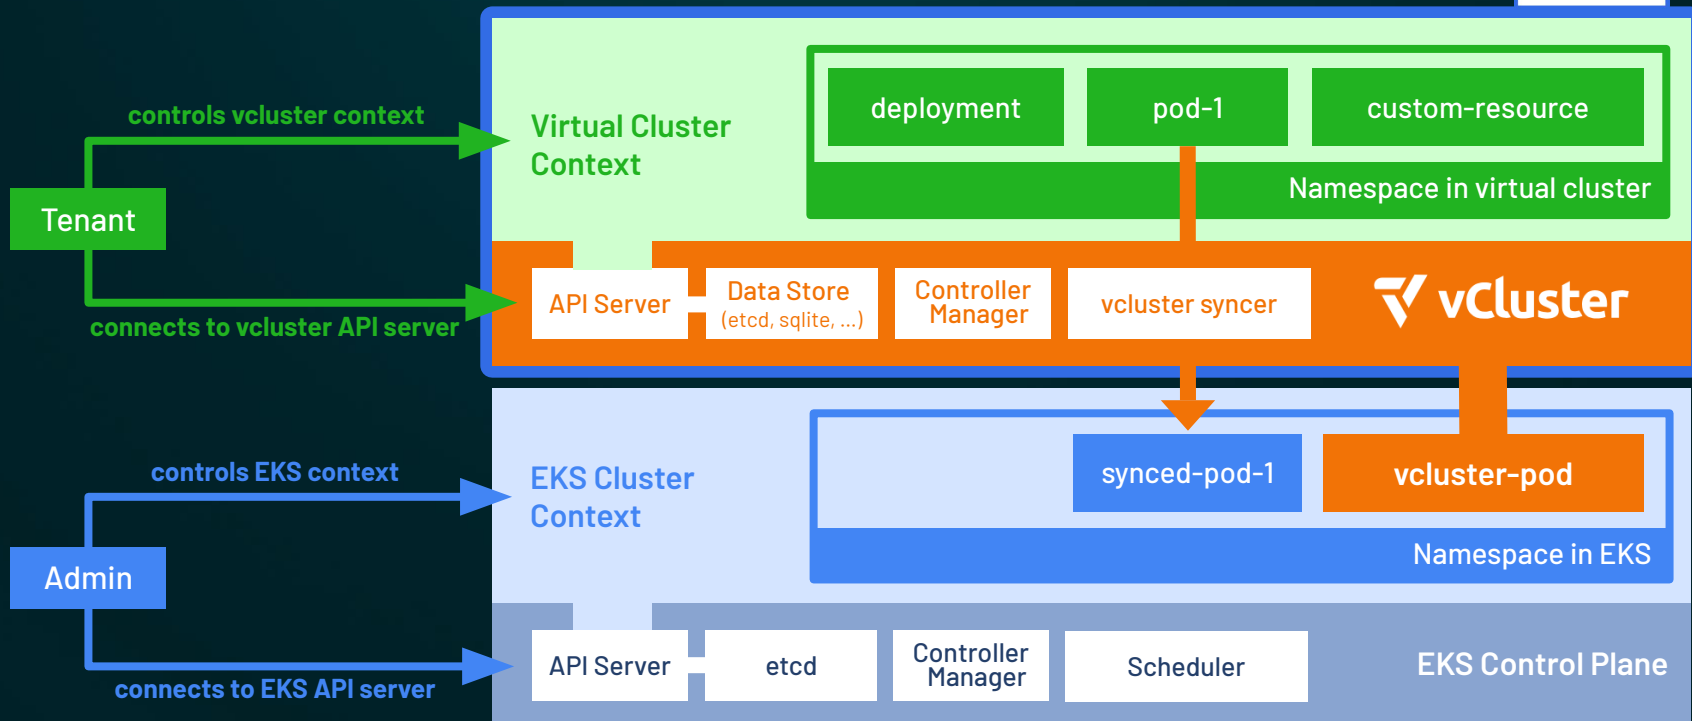 controls vcluster context
Tenant
connects to vcluster API server
Virtual Cluster
Context
deployment
pod-1
custom-resource
Namespace in virtual cluster
API Server
Data Store
(etcd, sqlite, ...)
Controller
Manager
vcluster syncer
vCluster
controls EKS context
Admin
connects to EKS API server
EKS Cluster
Context
synced-pod-1
vcluster-pod
Namespace in EKS
API Server
etcd
Controller
Manager
Scheduler
EKS Control Plane